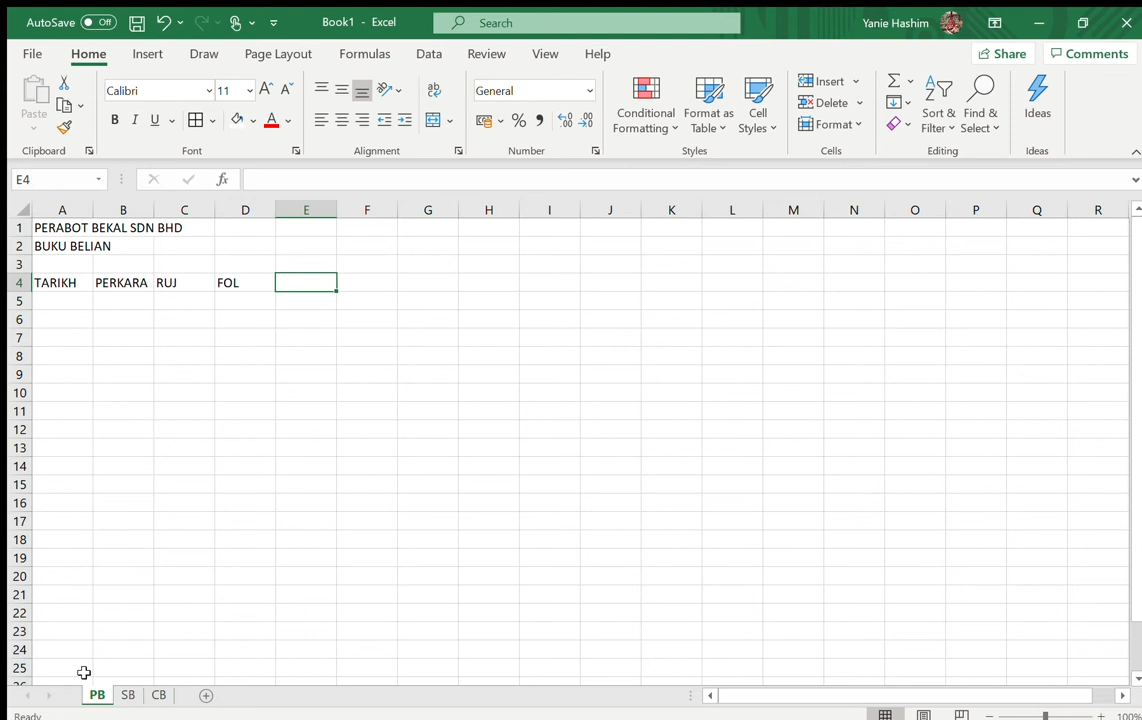 AutoSave Off Book1 - Excel Search Yanie Hashim
File Home Insert Draw Page Layout Formulas Data Review View Help Share Comments
Paste Calibri 11 General Conditional Formatting Format as Table Cell Styles Insert Delete Format Sort & Filter Find & Select Ideas
Clipboard Font Alignment Number Styles Cells Editing Ideas
E4 fx
A B C D E F G H I J K L M N O P Q R
1 PERABOT BEKAL SDN BHD
2 BUKU BELIAN
3
4 TARIKH PERKARA RUJ FOL
5
6
7
8
9
10
11
12
13
14
15
16
17
18
19
20
21
22
23
24
25
PB SB CB
Ready 100%